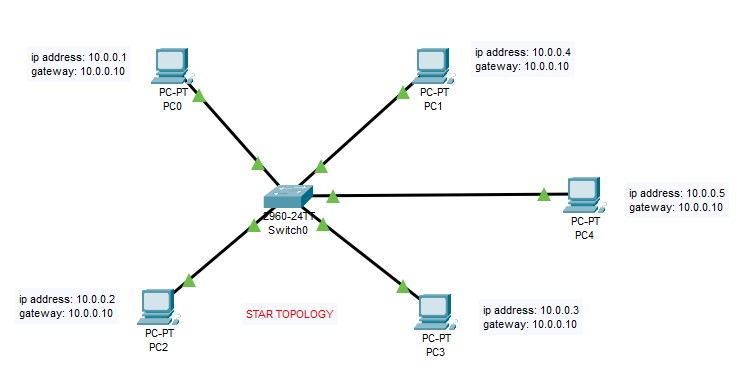 ip address: 10.0.0.1
gateway: 10.0.0.10
PC-PT
PC0
ip address: 10.0.0.4
gateway: 10.0.0.10
PC-PT
PC1
2960-24TT
Switch0
ip address: 10.0.0.5
gateway: 10.0.0.10
PC-PT
PC4
ip address: 10.0.0.2
gateway: 10.0.0.10
PC-PT
PC2
STAR TOPOLOGY
ip address: 10.0.0.3
gateway: 10.0.0.10
PC-PT
PC3